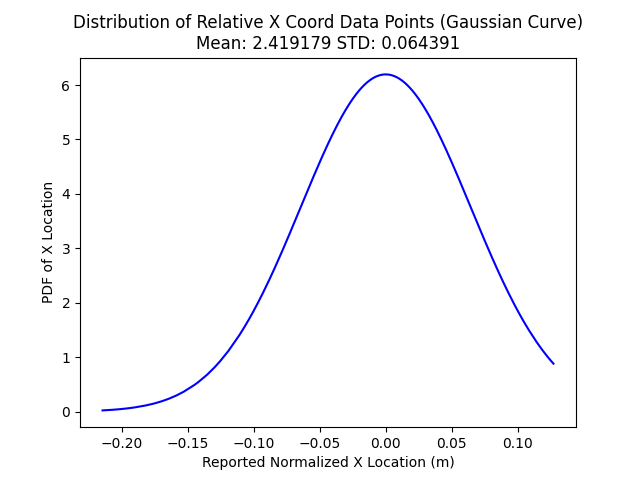 Distribution of Relative X Coord Data Points (Gaussian Curve)
Mean: 2.419179 STD: 0.064391
PDF of X Location
6
5
4
3
2
1
0
−0.20 −0.15 −0.10 −0.05 0.00 0.05 0.10
Reported Normalized X Location (m)